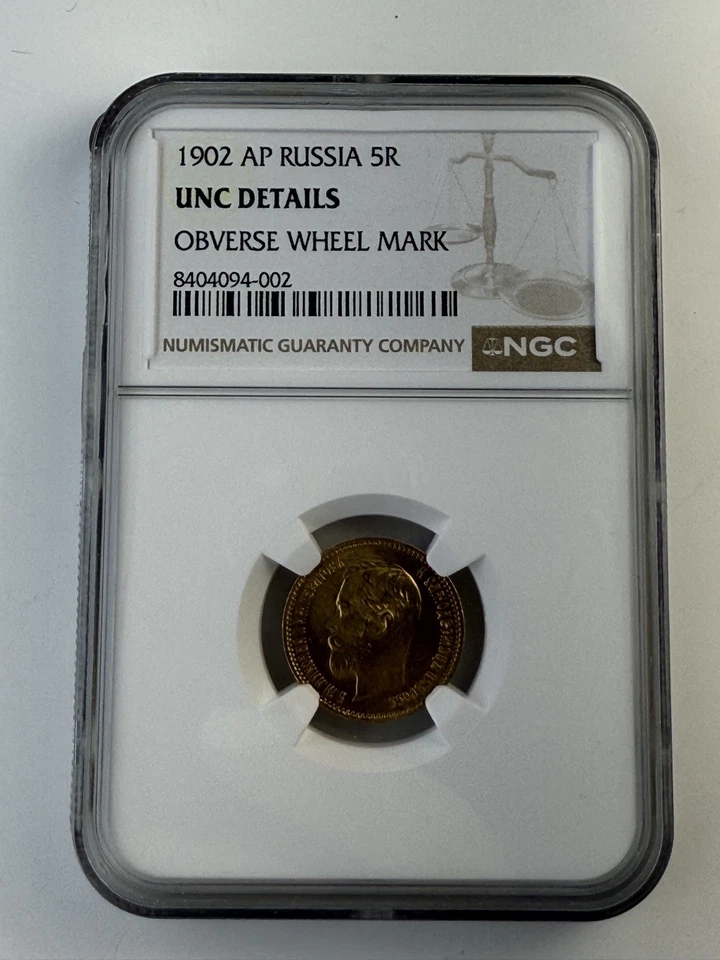 1902 AP RUSSIA 5R
UNC DETAILS
OBVERSE WHEEL MARK
8404094-002
NUMISMATIC GUARANTY COMPANY
NGC